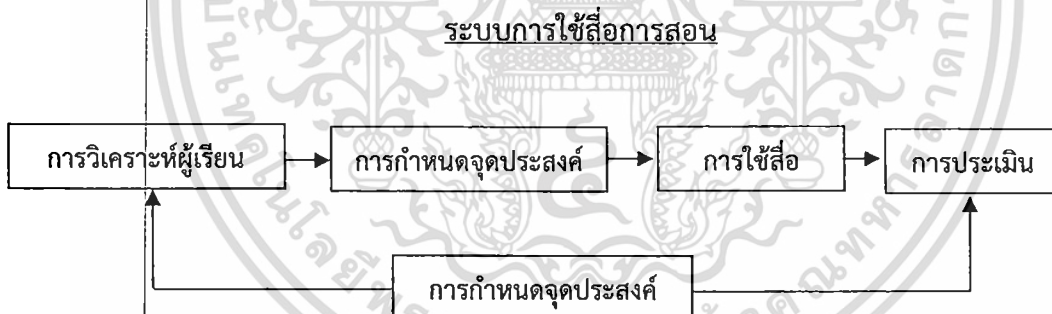 ระบบการใช้สื่อการสอน
การวิเคราะห์ผู้เรียน
การกำหนดจุดประสงค์
การใช้สื่อ
การประเมิน
การกำหนดจุดประสงค์